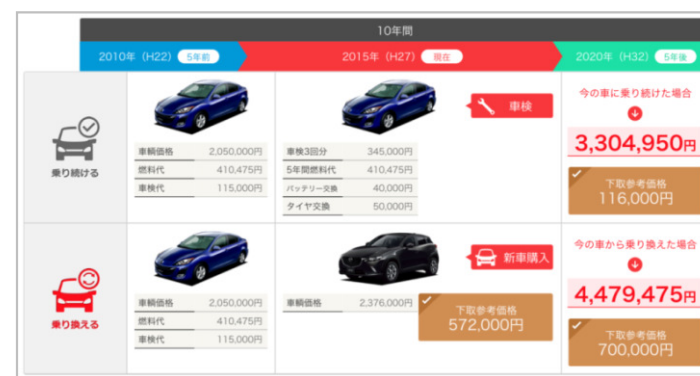 10年間
2010年（H22） 5年前
2015年（H27） 現在
2020年（H32） 5年後
乗り続ける
車輌価格 2,050,000円
燃料代 410,475円
車検代 115,000円
車検3回分 345,000円
5年間燃料代 410,475円
バッテリー交換 40,000円
タイヤ交換 50,000円
車検
今の車に乗り続けた場合
3,304,950円
下取参考価格
116,000円
乗り換える
車輌価格 2,050,000円
燃料代 410,475円
車検代 115,000円
車輌価格 2,376,000円
新車購入
下取参考価格
572,000円
今の車から乗り換えた場合
4,479,475円
下取参考価格
700,000円